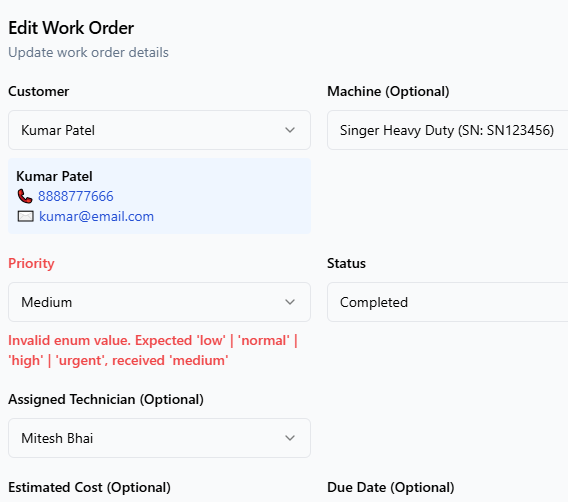 Edit Work Order
Update work order details
Customer
Machine (Optional)
Kumar Patel
Singer Heavy Duty (SN: SN123456)
Kumar Patel
8888777666
kumar@email.com
Priority
Status
Medium
Completed
Invalid enum value. Expected 'low' | 'normal' |
'high' | 'urgent', received 'medium'
Assigned Technician (Optional)
Mitesh Bhai
Estimated Cost (Optional)
Due Date (Optional)